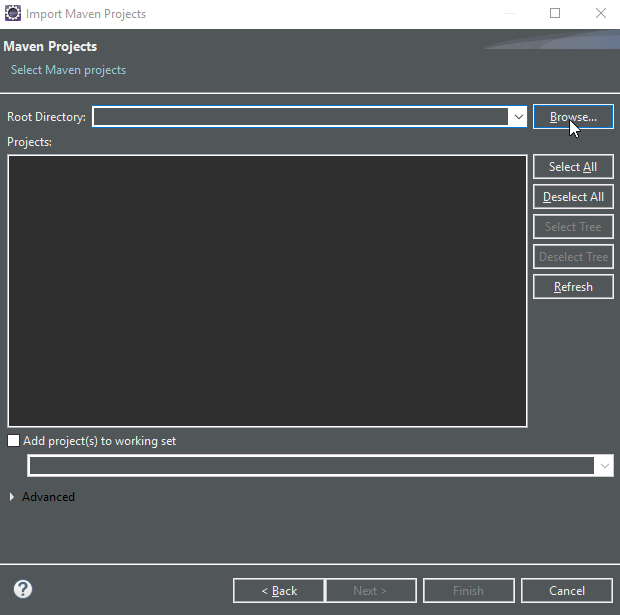 Import Maven Projects
Maven Projects
Select Maven projects
Root Directory:
Browse...
Projects:
Select All
Deselect All
Select Tree
Deselect Tree
Refresh
Add project(s) to working set
Advanced
?
< Back
Next >
Finish
Cancel